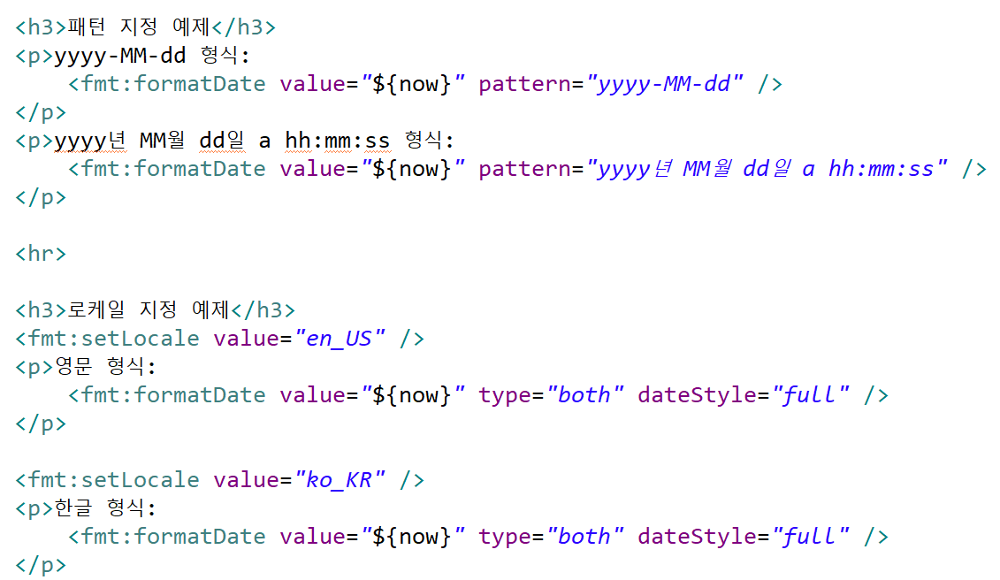 <h3>패턴 지정 예제</h3>
<p>yyyy-MM-dd 형식:
    <fmt:formatDate value="${now}" pattern="yyyy-MM-dd" />
</p>
<p>yyyy년 MM월 dd일 a hh:mm:ss 형식:
    <fmt:formatDate value="${now}" pattern="yyyy년 MM월 dd일 a hh:mm:ss" />
</p>
<hr>
<h3>로케일 지정 예제</h3>
<fmt:setLocale value="en_US" />
<p>영문 형식:
    <fmt:formatDate value="${now}" type="both" dateStyle="full" />
</p>
<fmt:setLocale value="ko_KR" />
<p>한글 형식:
    <fmt:formatDate value="${now}" type="both" dateStyle="full" />
</p>